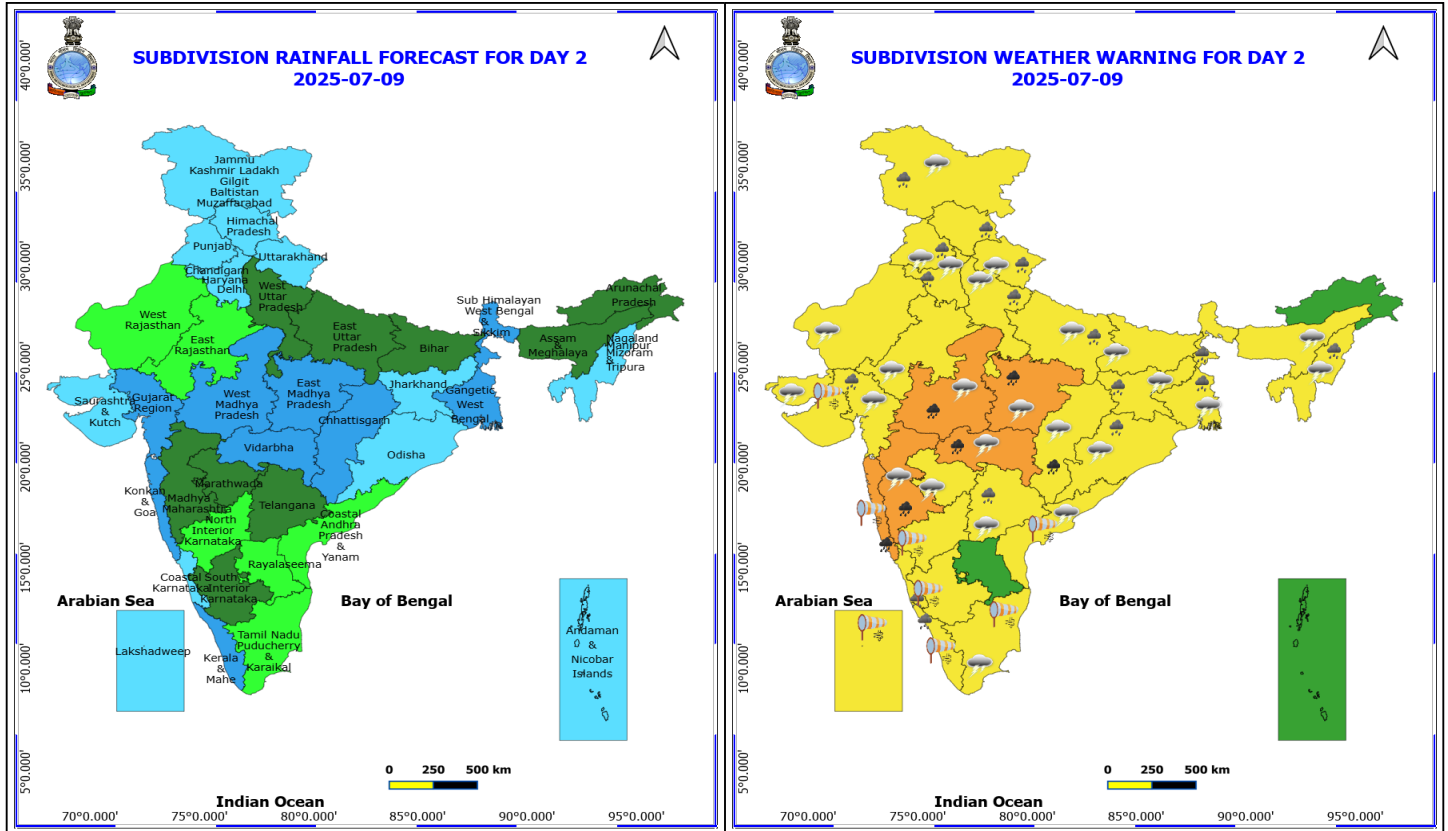 SUBDIVISION RAINFALL FORECAST FOR DAY 2
2025-07-09
40°0.000'
35°0.000'
30°0.000'
25°0.000'
20°0.000'
15°0.000'
10°0.000'
5°0.000'
Jammu
Kashmir Ladakh
Gilgit
Baltistan
Muzaffarabad
Himachal
Pradesh
Punjab
Uttarakhand
Chandigarh
Haryana
Delhi
West
Uttar
Pradesh
West
Rajasthan
East
Rajasthan
East
Uttar
Pradesh
Bihar
Sub Himalayan
West Bengal
&
Sikkim
Arunachal
Pradesh
Assam
&
Meghalaya
Nagaland
Manipur
Mizoram
&
Tripura
Saurashtra
&
Kutch
Gujarat
Region
West
Madhya
Pradesh
East
Madhya
Pradesh
Jharkhand
Gangetic
West
Bengal
Chhattisgarh
Vidarbha
Odisha
Konkan
&
Goa
Madhya
Maharashtra
Marathwada
Telangana
North
Interior
Karnataka
Coastal
Andhra
Pradesh
&
Yanam
Rayalaseema
Coastal
Karnataka
South
Interior
Karnataka
Tamil Nadu
Puducherry
&
Karaikal
Kerala
&
Mahe
Arabian Sea
Bay of Bengal
Lakshadweep
Andaman
&
Nicobar
Islands
0 250 500 km
Indian Ocean
70°0.000' 75°0.000' 80°0.000' 85°0.000' 90°0.000' 95°0.000'
SUBDIVISION WEATHER WARNING FOR DAY 2
2025-07-09
40°0.000'
35°0.000'
30°0.000'
25°0.000'
20°0.000'
15°0.000'
10°0.000'
5°0.000'
Arabian Sea
Bay of Bengal
0 250 500 km
Indian Ocean
70°0.000' 75°0.000' 80°0.000' 85°0.000' 90°0.000' 95°0.000'